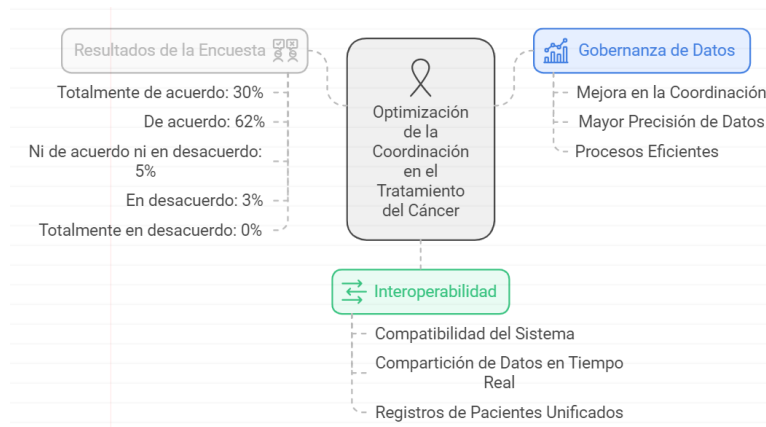 Resultados de la Encuesta
Totalmente de acuerdo: 30%
De acuerdo: 62%
Ni de acuerdo ni en desacuerdo:
5%
En desacuerdo: 3%
Totalmente en desacuerdo: 0%
Optimización
de la
Coordinación
en el
Tratamiento
del Cáncer
Gobernanza de Datos
Mejora en la Coordinación
Mayor Precisión de Datos
Procesos Eficientes
Interoperabilidad
Compatibilidad del Sistema
Compartición de Datos en Tiempo
Real
Registros de Pacientes Unificados